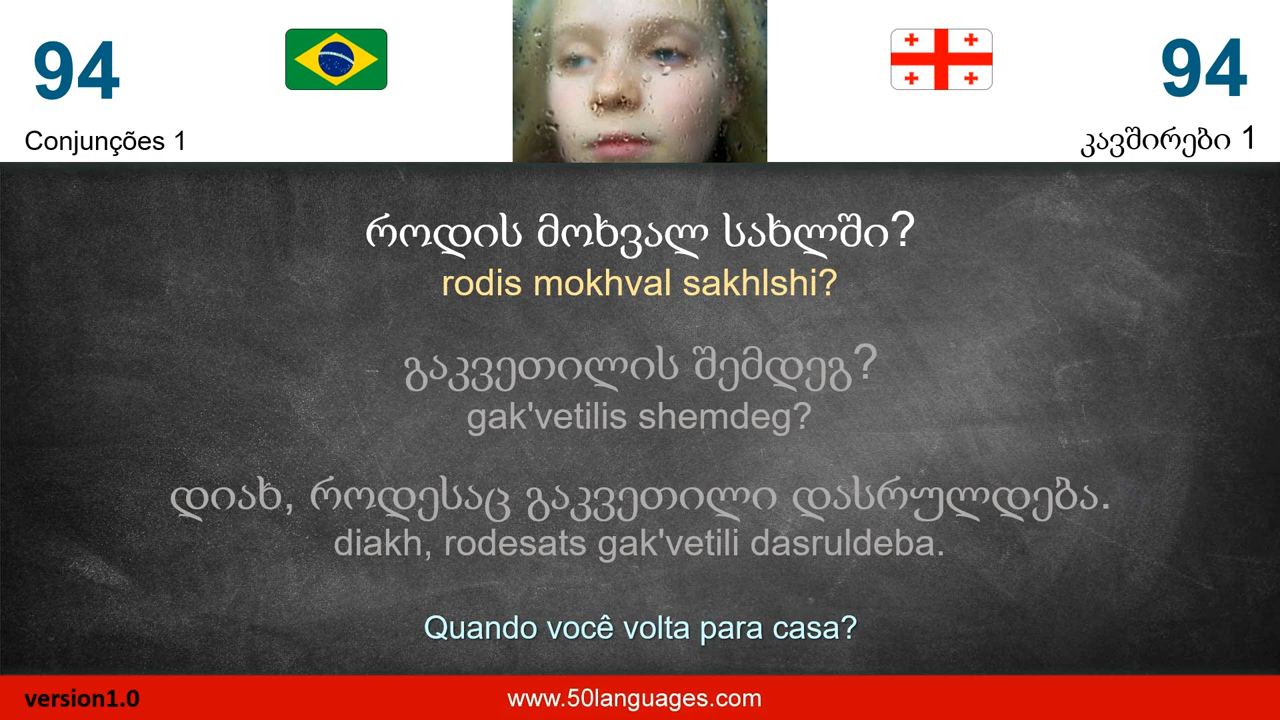 94
94
Conjunções 1
კავშირები 1
როდის მოხვალ სახლში?
rodis mokhval sakhlshi?
გაკვეთილის შემდეგ?
gak'vetilis shemdeg?
დიახ, როდესაც გაკვეთილი დასრულდება.
diakh, rodesats gak'vetili dasruldeba.
Quando você volta para casa?
version1.0
www.50languages.com